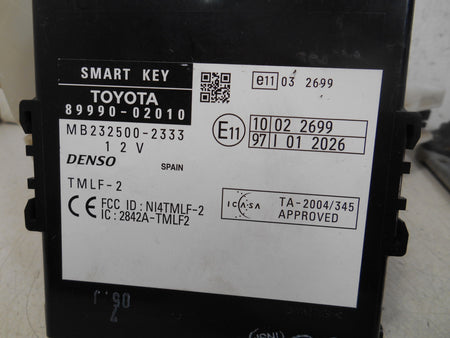 SMART KEY
TOYOTA
89990-02010
MB232500-2333
12V
DENSO
SPAIN
e11 03 2699
E11
10 02 2699
97 I 01 2026
TMLF-2
CE FCC ID : NI4TMLF-2
IC : 2842A-TMLF2
ICASA
TA-2004/345
APPROVED